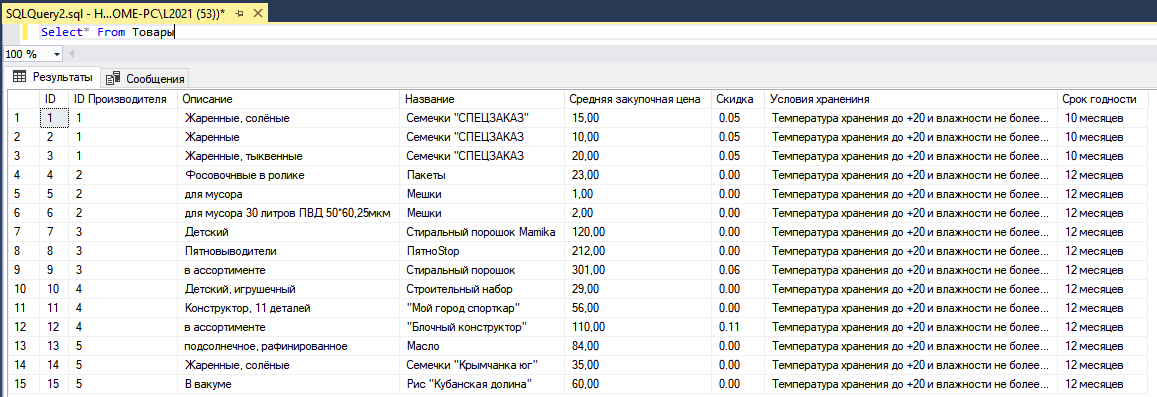 SQLQuery2.sql - H...OME-PC\L2021 (53))*
Select* From Товары
100 %
Результаты Сообщения
ID ID Производителя Описание Название Средняя закупочная цена Скидка Условия хранениня Срок годности
1 1 1 Жаренные, солёные Семечки "СПЕЦЗАКАЗ" 15,00 0.05 Температура хранения до +20 и влажности не более... 10 месяцев
2 2 1 Жаренные Семечки "СПЕЦЗАКАЗ 10,00 0.05 Температура хранения до +20 и влажности не более... 10 месяцев
3 3 1 Жаренные, тыквенные Семечки "СПЕЦЗАКАЗ 20,00 0.05 Температура хранения до +20 и влажности не более... 10 месяцев
4 4 2 Фосовочнвые в ролике Пакеты 23,00 0.00 Температура хранения до +20 и влажности не более... 12 месяцев
5 5 2 для мусора Мешки 1,00 0.00 Температура хранения до +20 и влажности не более... 12 месяцев
6 6 2 для мусора 30 литров ПВД 50*60,25мкм Мешки 2,00 0.00 Температура хранения до +20 и влажности не более... 12 месяцев
7 7 3 Детский Стиральный порошок Mamika 120,00 0.00 Температура хранения до +20 и влажности не более... 12 месяцев
8 8 3 Пятновыводители ПятноStop 212,00 0.00 Температура хранения до +20 и влажности не более... 12 месяцев
9 9 3 в ассортименте Стиральный порошок 301,00 0.06 Температура хранения до +20 и влажности не более... 12 месяцев
10 10 4 Детский, игрушечный Строительный набор 29,00 0.00 Температура хранения до +20 и влажности не более... 12 месяцев
11 11 4 Конструктор, 11 деталей "Мой город спорткар" 56,00 0.00 Температура хранения до +20 и влажности не более... 12 месяцев
12 12 4 в ассортименте "Блочный конструктор" 110,00 0.11 Температура хранения до +20 и влажности не более... 12 месяцев
13 13 5 подсолнечное, рафинированное Масло 84,00 0.00 Температура хранения до +20 и влажности не более... 12 месяцев
14 14 5 Жаренные, солёные Семечки "Крымчанка юг" 35,00 0.00 Температура хранения до +20 и влажности не более... 12 месяцев
15 15 5 В вакуме Рис "Кубанская долина" 60,00 0.00 Температура хранения до +20 и влажности не более... 12 месяцев